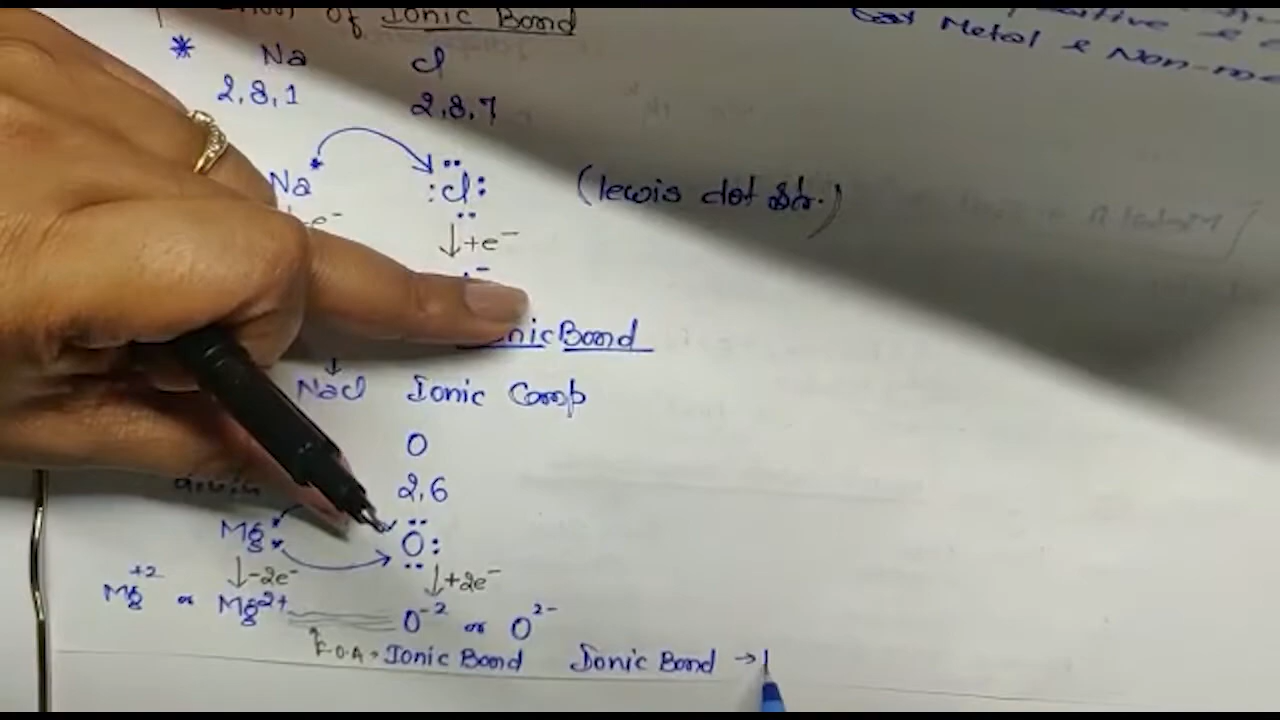 of Ionic Bond
Metal & Non-me
* Na Cl
2,8,1 2,8,7
Na :Cl: (lewis dot str.)
-e⁻ ↓+e⁻
Ionic Bond
↓
NaCl Ionic Comp
O
2,6
Mg O:
↓-2e⁻ ↓+2e⁻
Mg⁺² or Mg²⁺ O⁻² or O²⁻
F.O.A → Ionic Bond Ionic Bond →